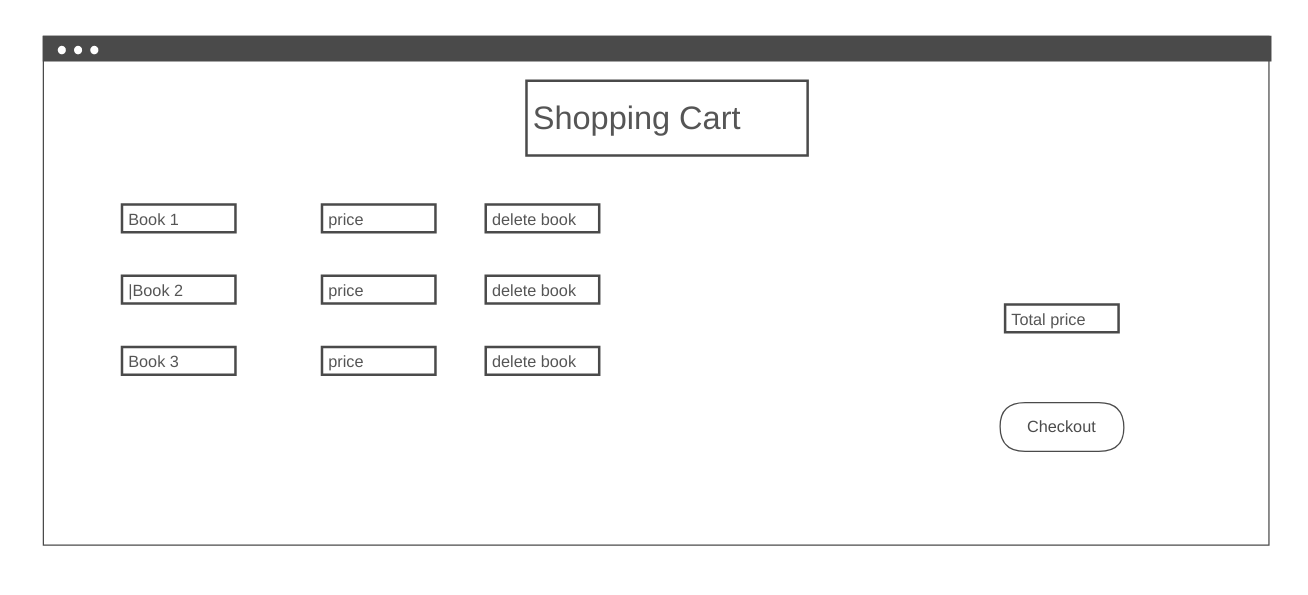 Shopping Cart
Book 1 price delete book
|Book 2 price delete book
Total price
Book 3 price delete book
Checkout